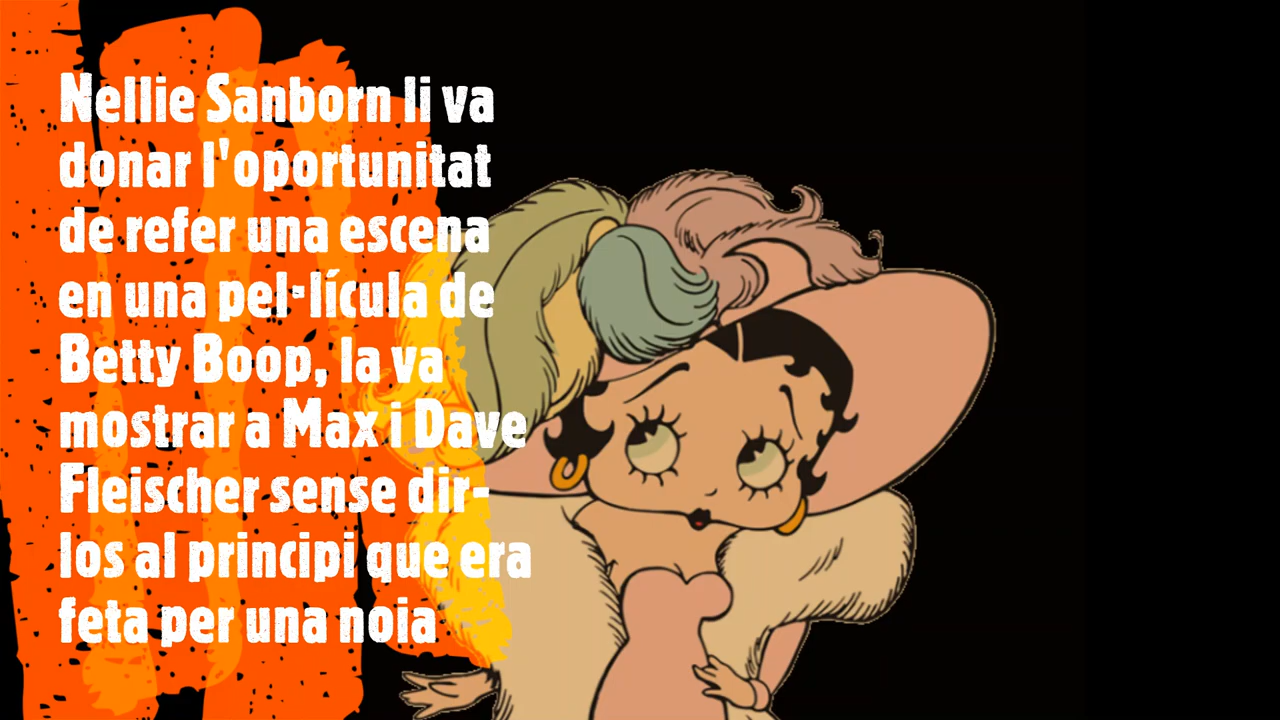 Nellie Sanborn li va
donar l'oportunitat
de refer una escena
en una pel·lícula de
Betty Boop, la va
mostrar a Max i Dave
Fleischer sense dir-
los al principi que era
feta per una noia